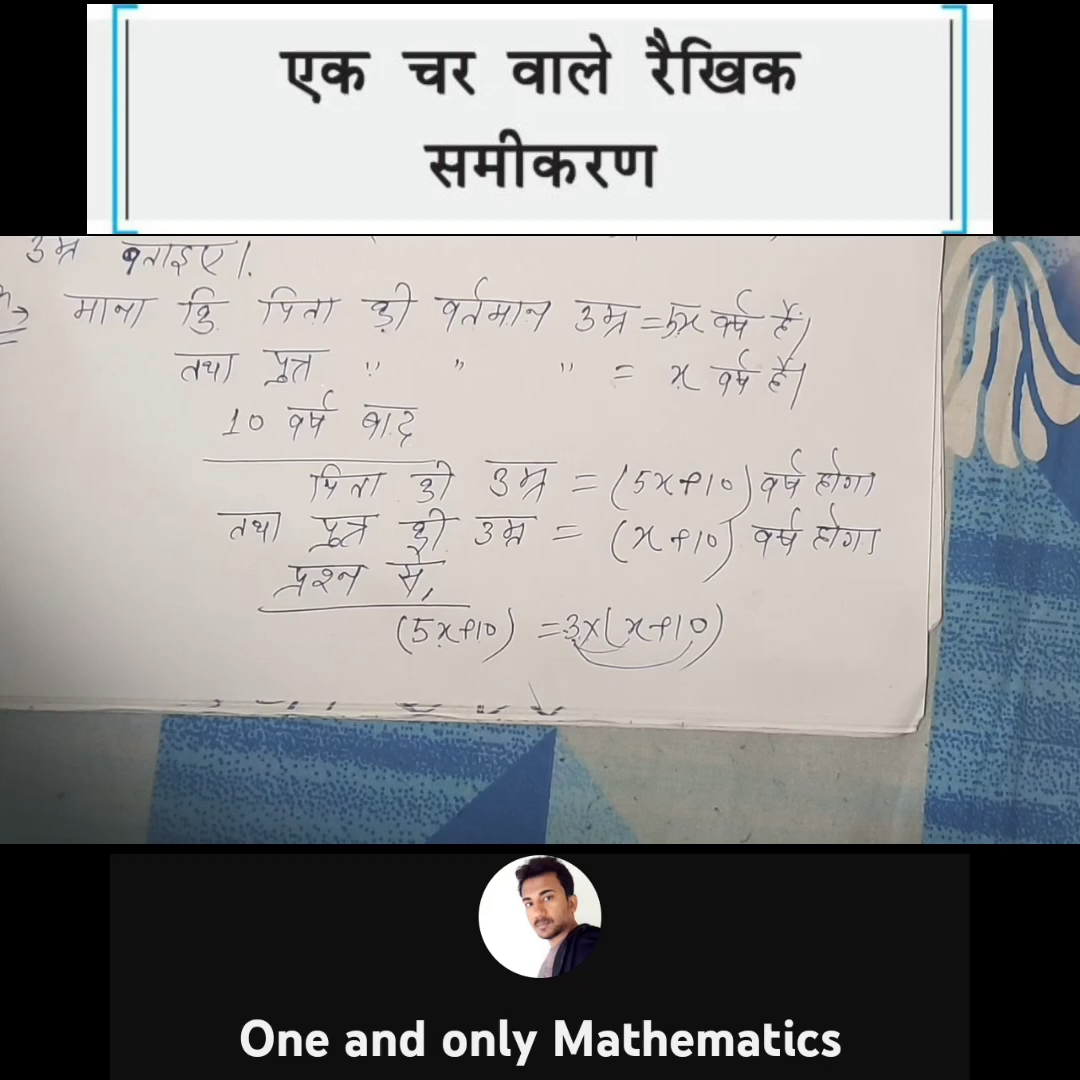 एक चर वाले रैखिक
समीकरण
उम्र बताइए।
माना कि पिता की वर्तमान उम्र = 5x वर्ष है।
तथा पुत्र " " " = x वर्ष है।
10 वर्ष बाद
पिता की उम्र = (5x+10) वर्ष होगा
तथा पुत्र की उम्र = (x+10) वर्ष होगा
प्रश्न से,
(5x+10) = 3x(x+10)
One and only Mathematics